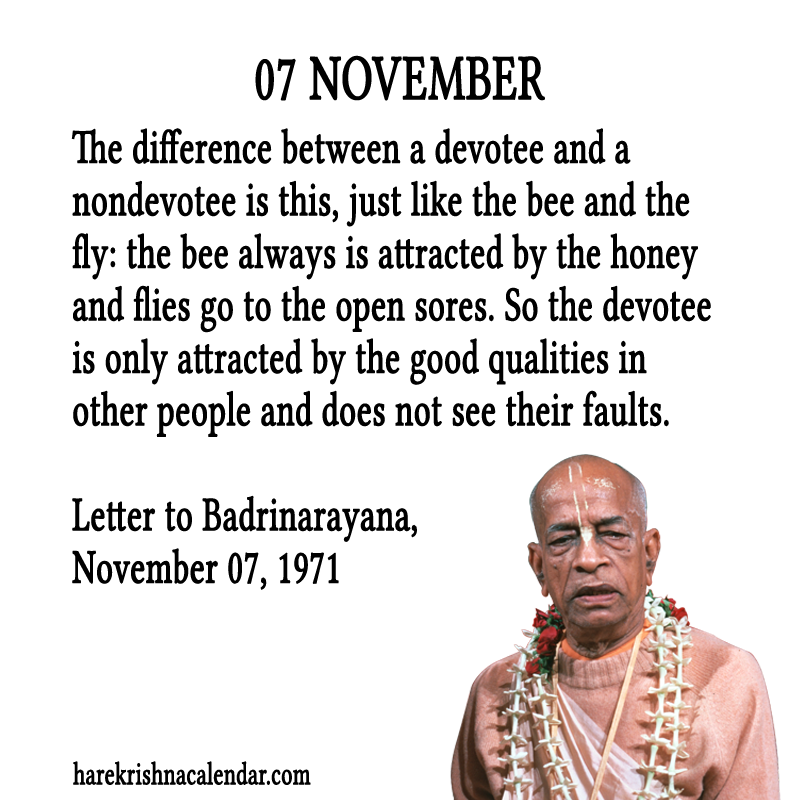 07 NOVEMBER
The difference between a devotee and a
nondevotee is this, just like the bee and the
fly: the bee always is attracted by the honey
and flies go to the open sores. So the devotee
is only attracted by the good qualities in
other people and does not see their faults.
Letter to Badrinarayana,
November 07, 1971
harekrishnacalendar.com